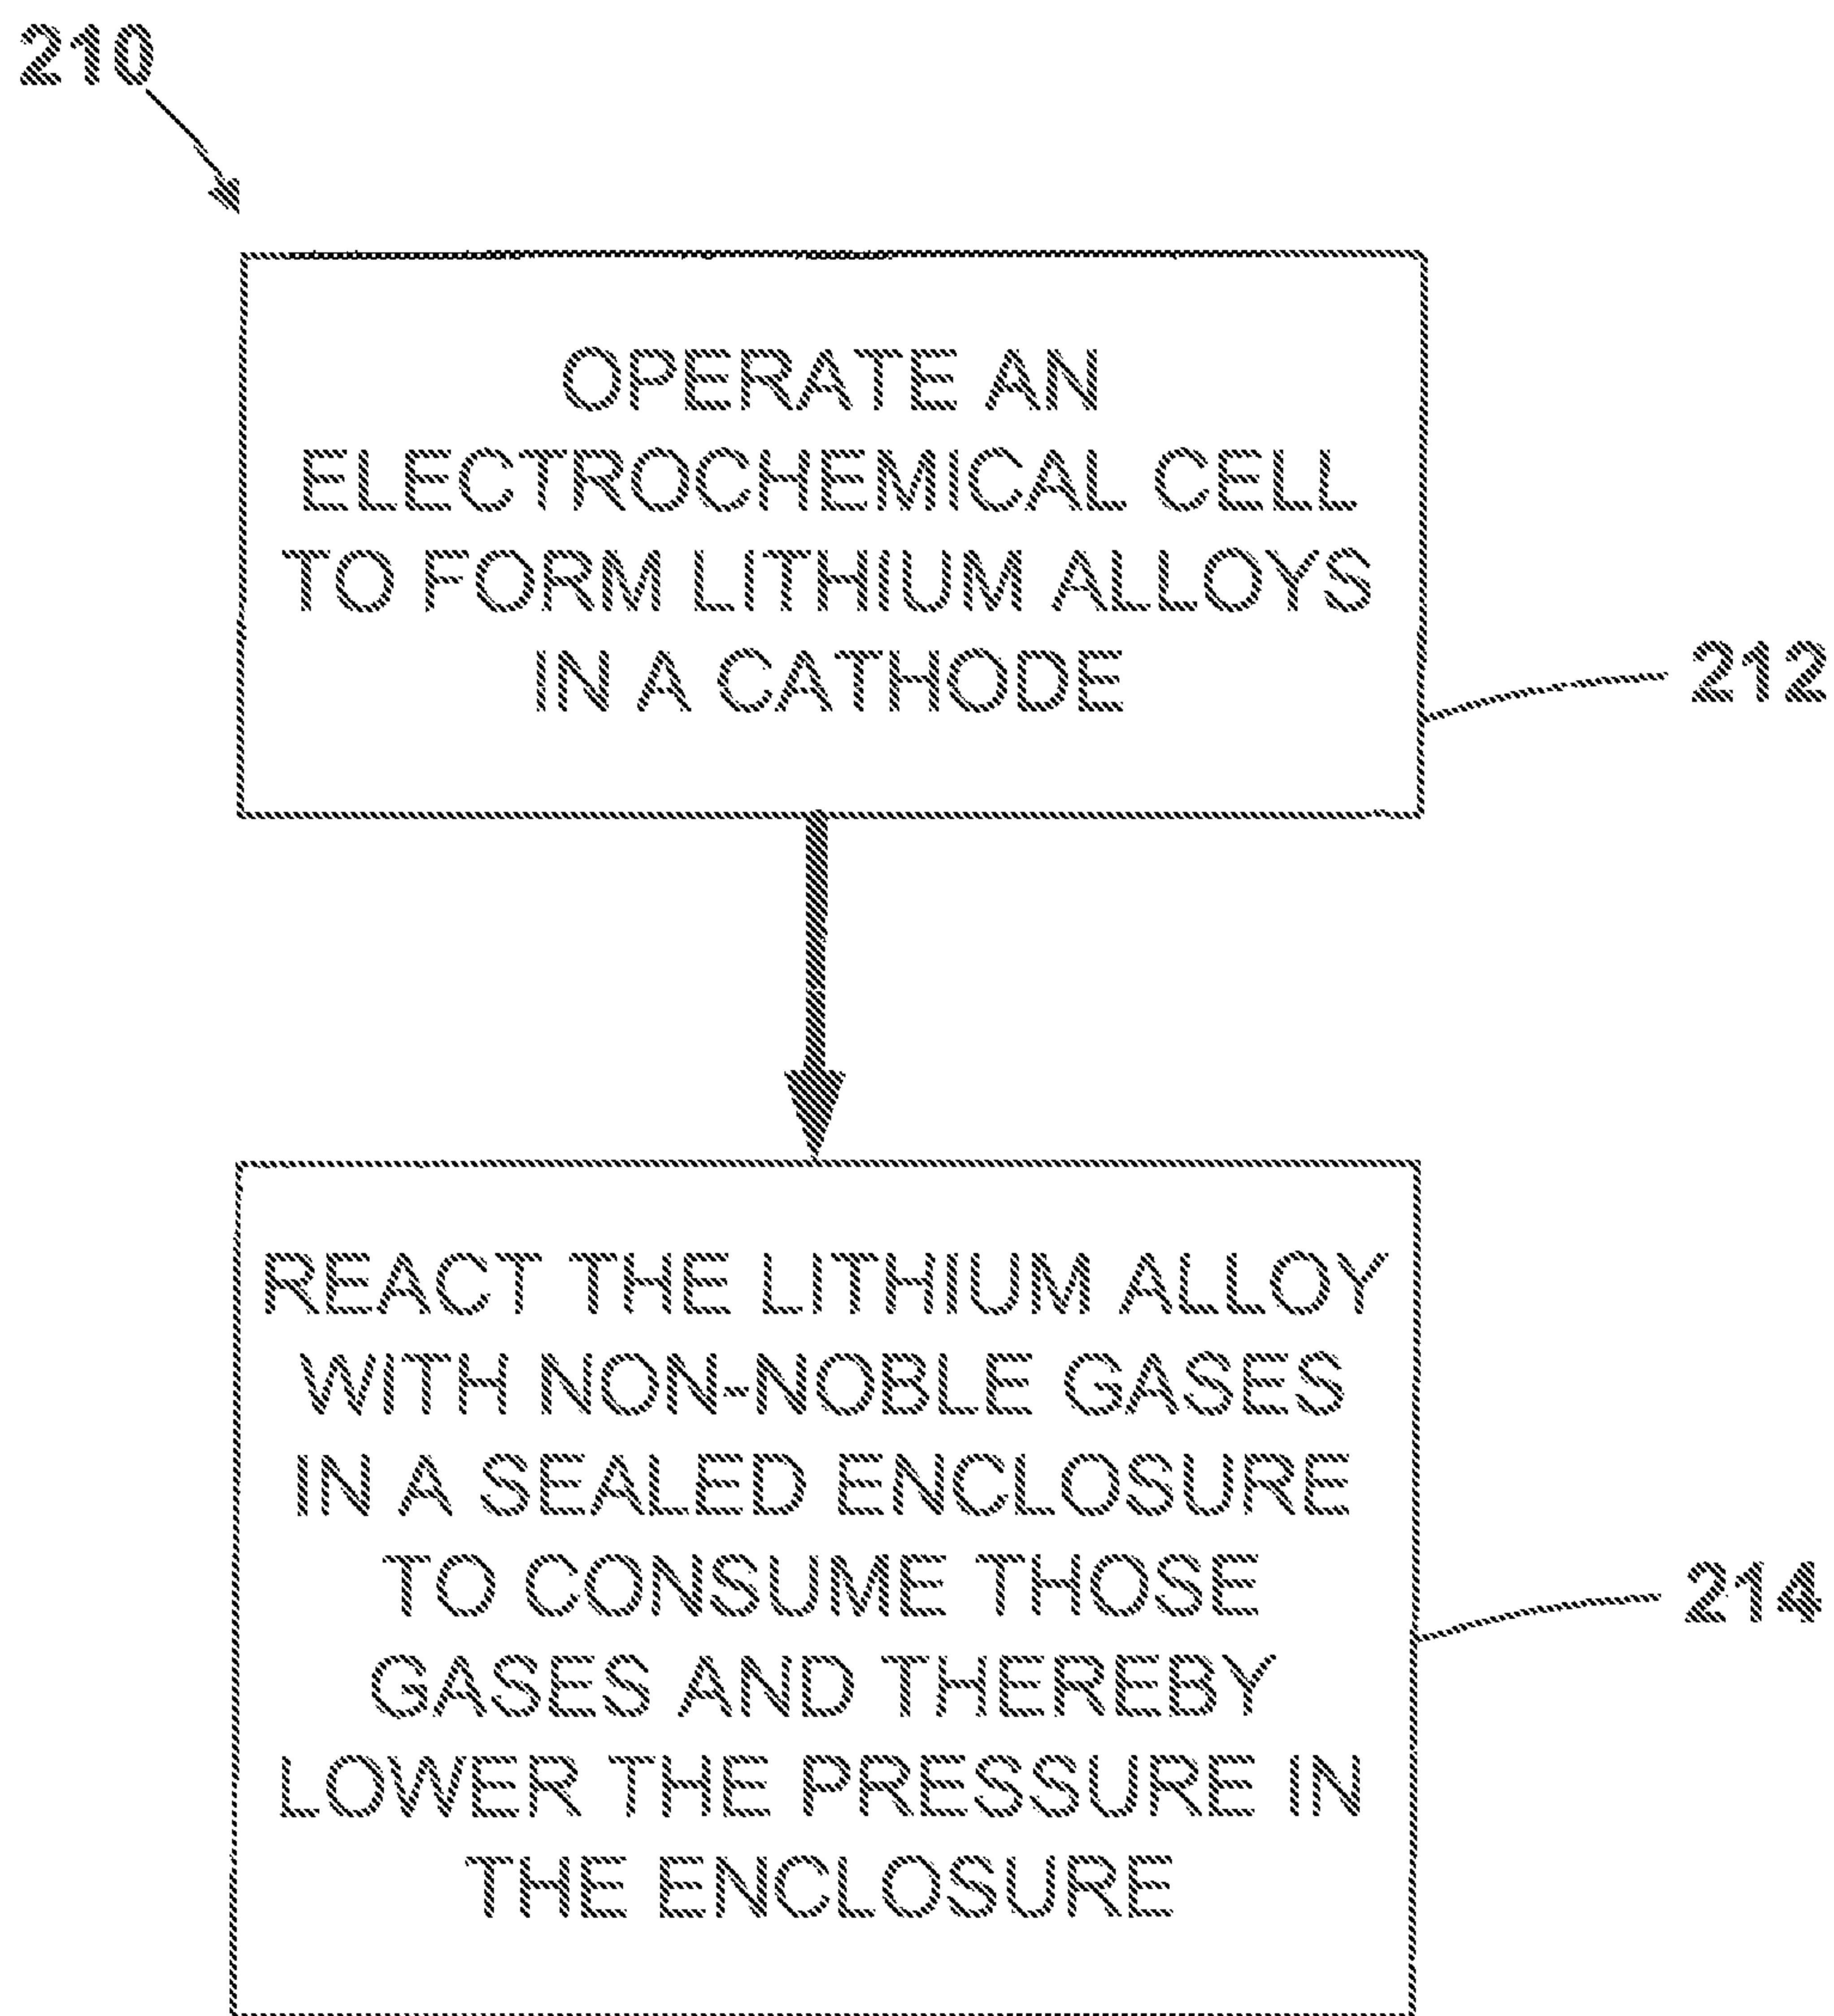 210
OPERATE AN
ELECTROCHEMICAL CELL
TO FORM LITHIUM ALLOYS
IN A CATHODE
212
REACT THE LITHIUM ALLOY
WITH NON-NOBLE GASES
IN A SEALED ENCLOSURE
TO CONSUME THOSE
GASES AND THEREBY
LOWER THE PRESSURE IN
THE ENCLOSURE
214